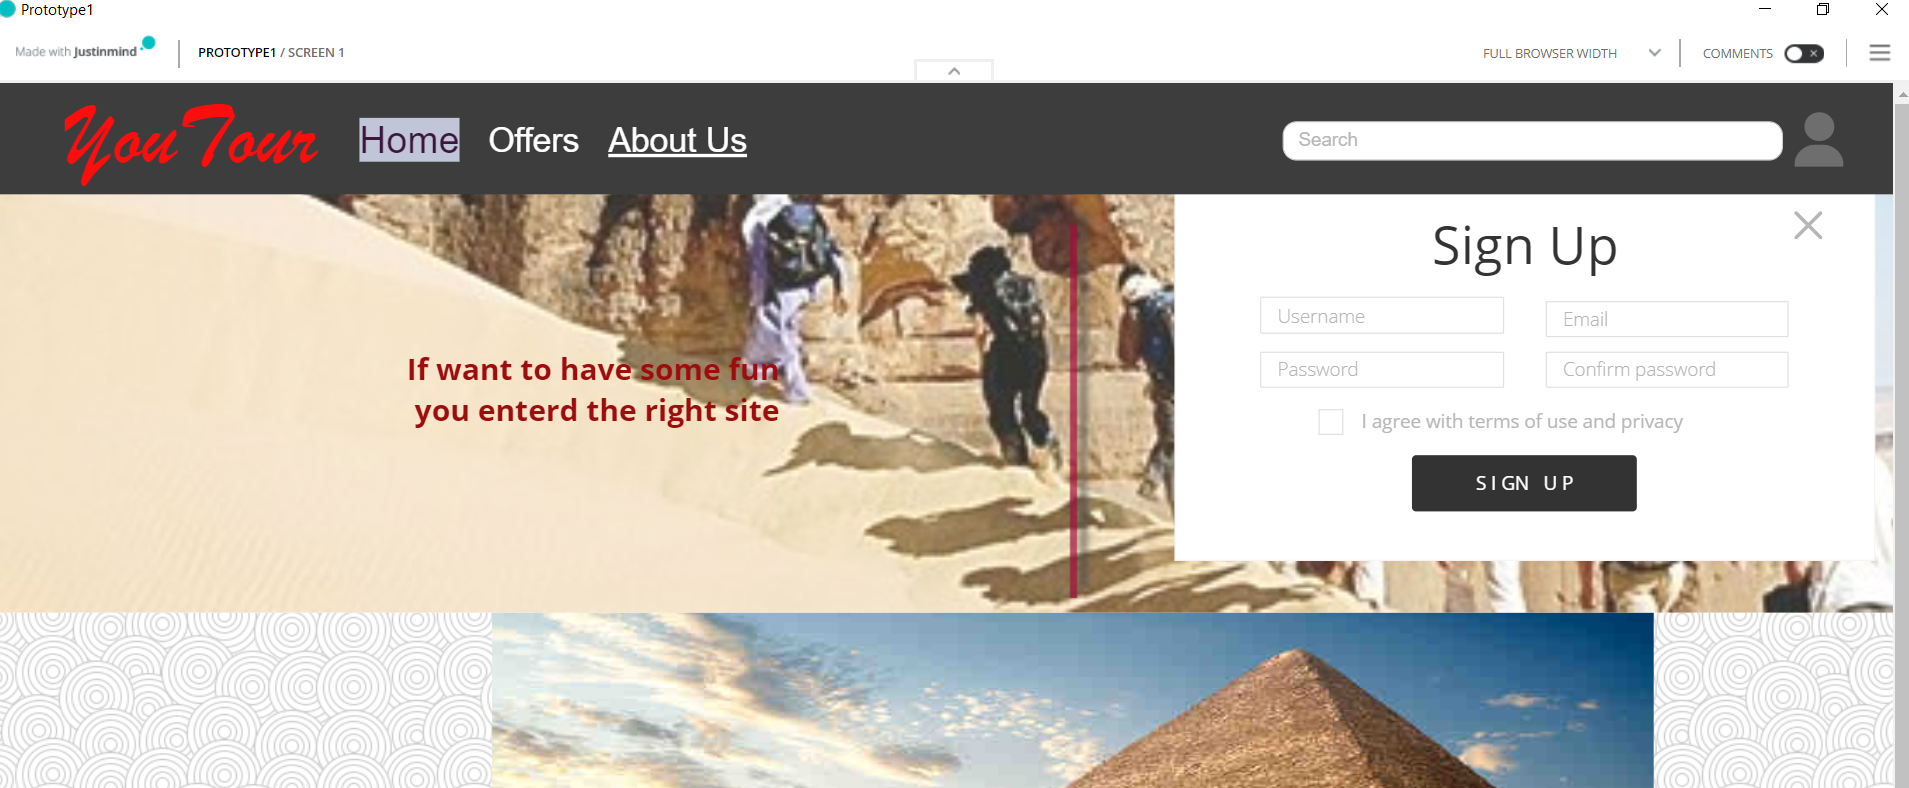 Prototype1
Made with Justinmind
PROTOTYPE1 / SCREEN 1
FULL BROWSER WIDTH
COMMENTS
YouTour
Home
Offers
About Us
Search
Sign Up
Username
Email
Password
Confirm password
I agree with terms of use and privacy
SIGN UP
If want to have some fun
you enterd the right site